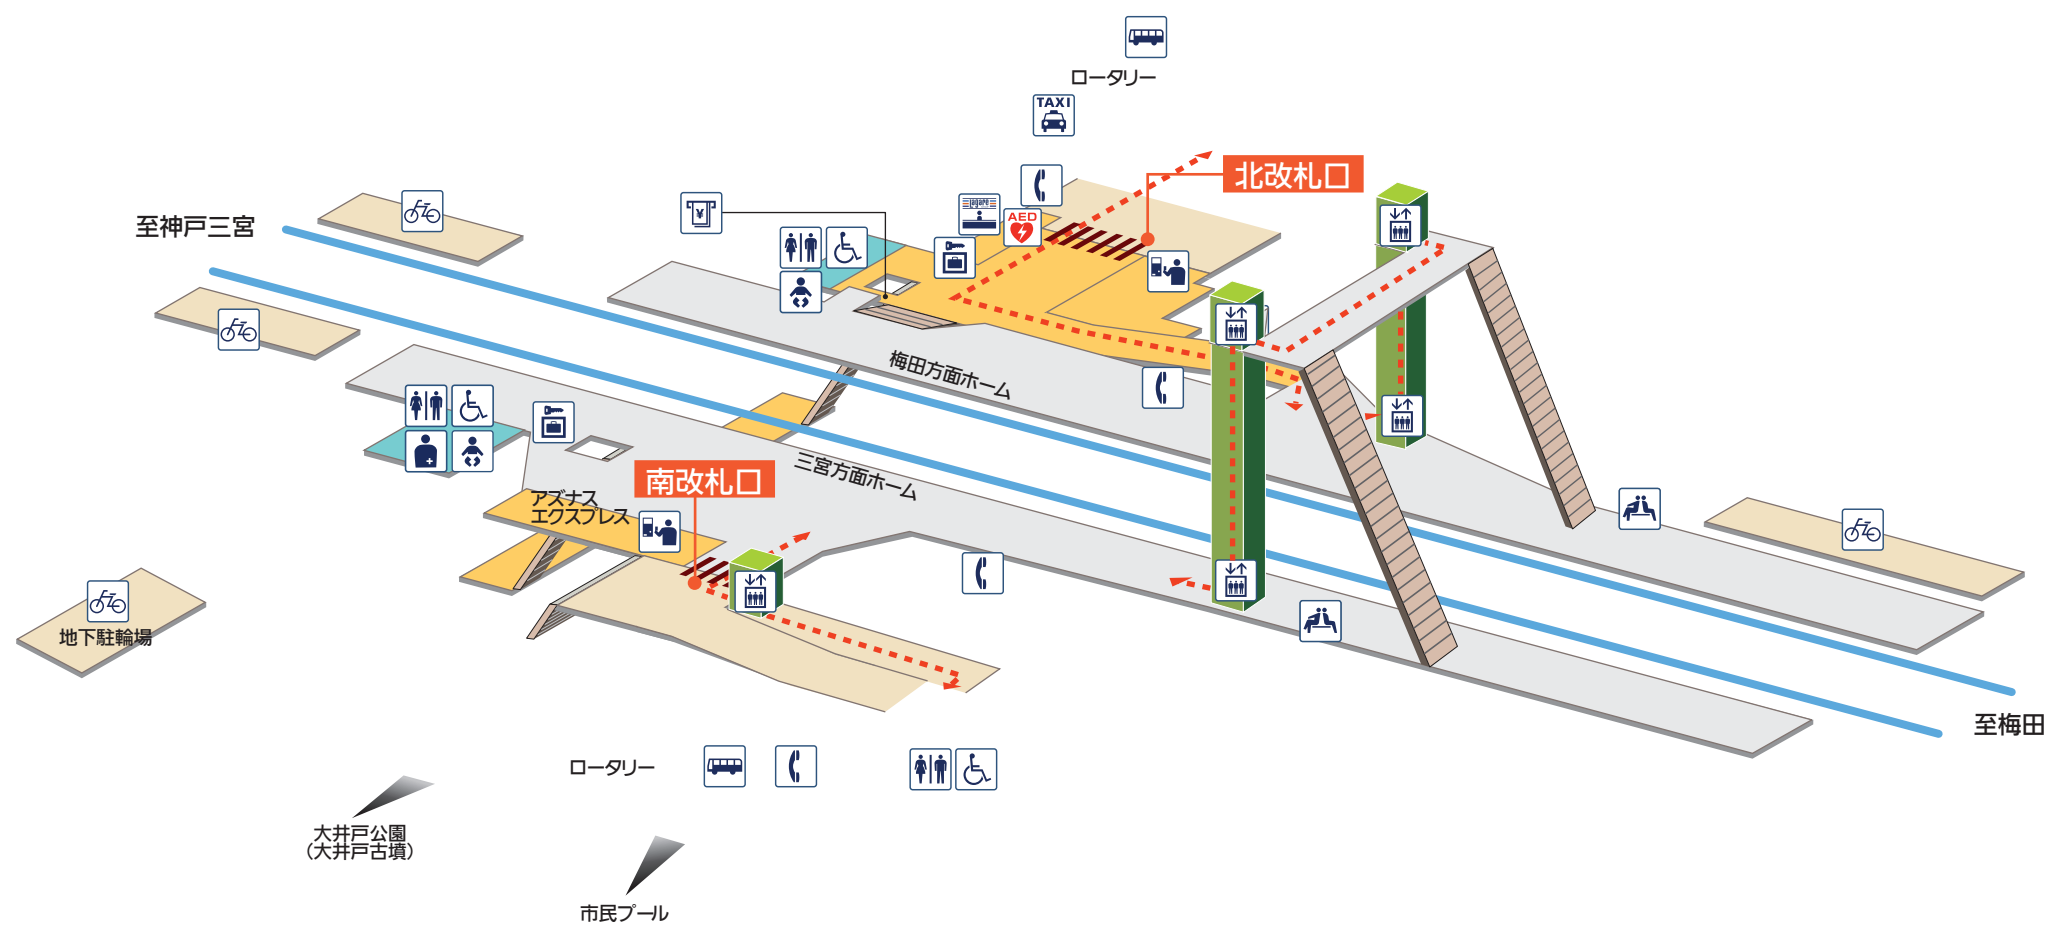 ロータリー
TAXI
北改札口
lagare
AED
至神戸三宮
¥
梅田方面ホーム
三宮方面ホーム
南改札口
アズナス
エクスプレス
地下駐輪場
至梅田
ロータリー
大井戸公園
(大井戸古墳)
市民プール